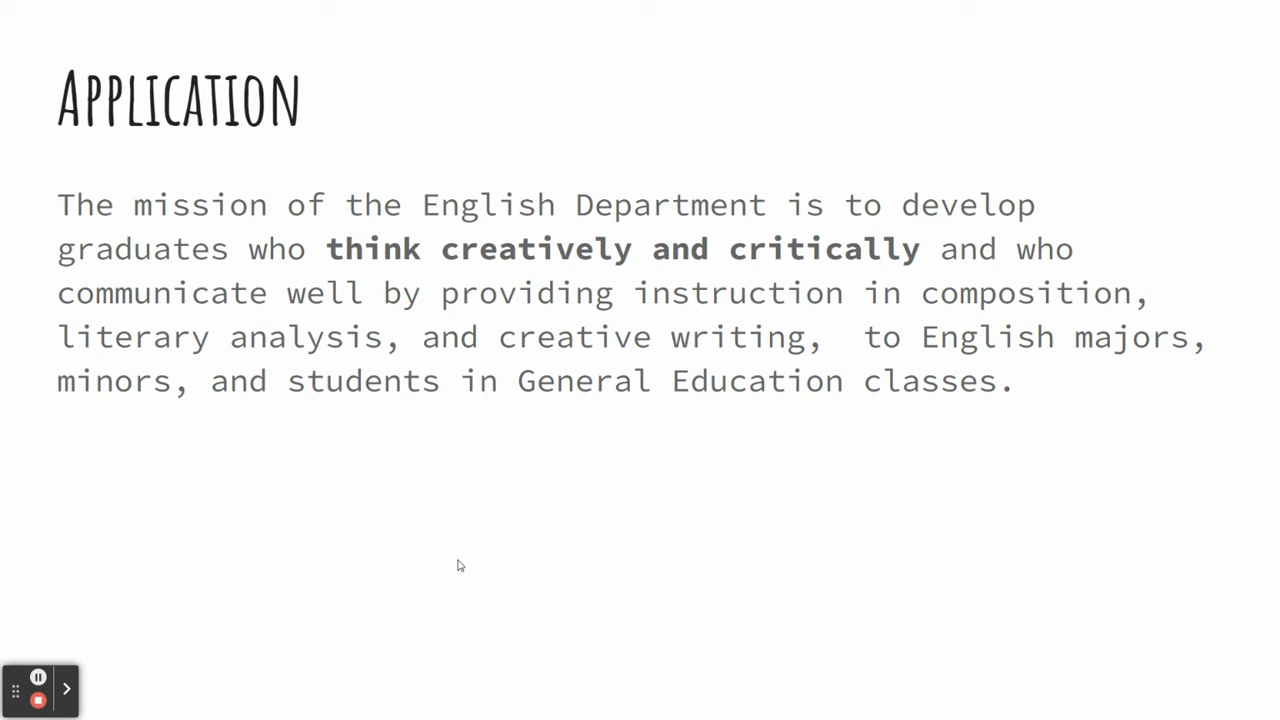 APPLICATION
The mission of the English Department is to develop
graduates who think creatively and critically and who
communicate well by providing instruction in composition,
literary analysis, and creative writing,  to English majors,
minors, and students in General Education classes.